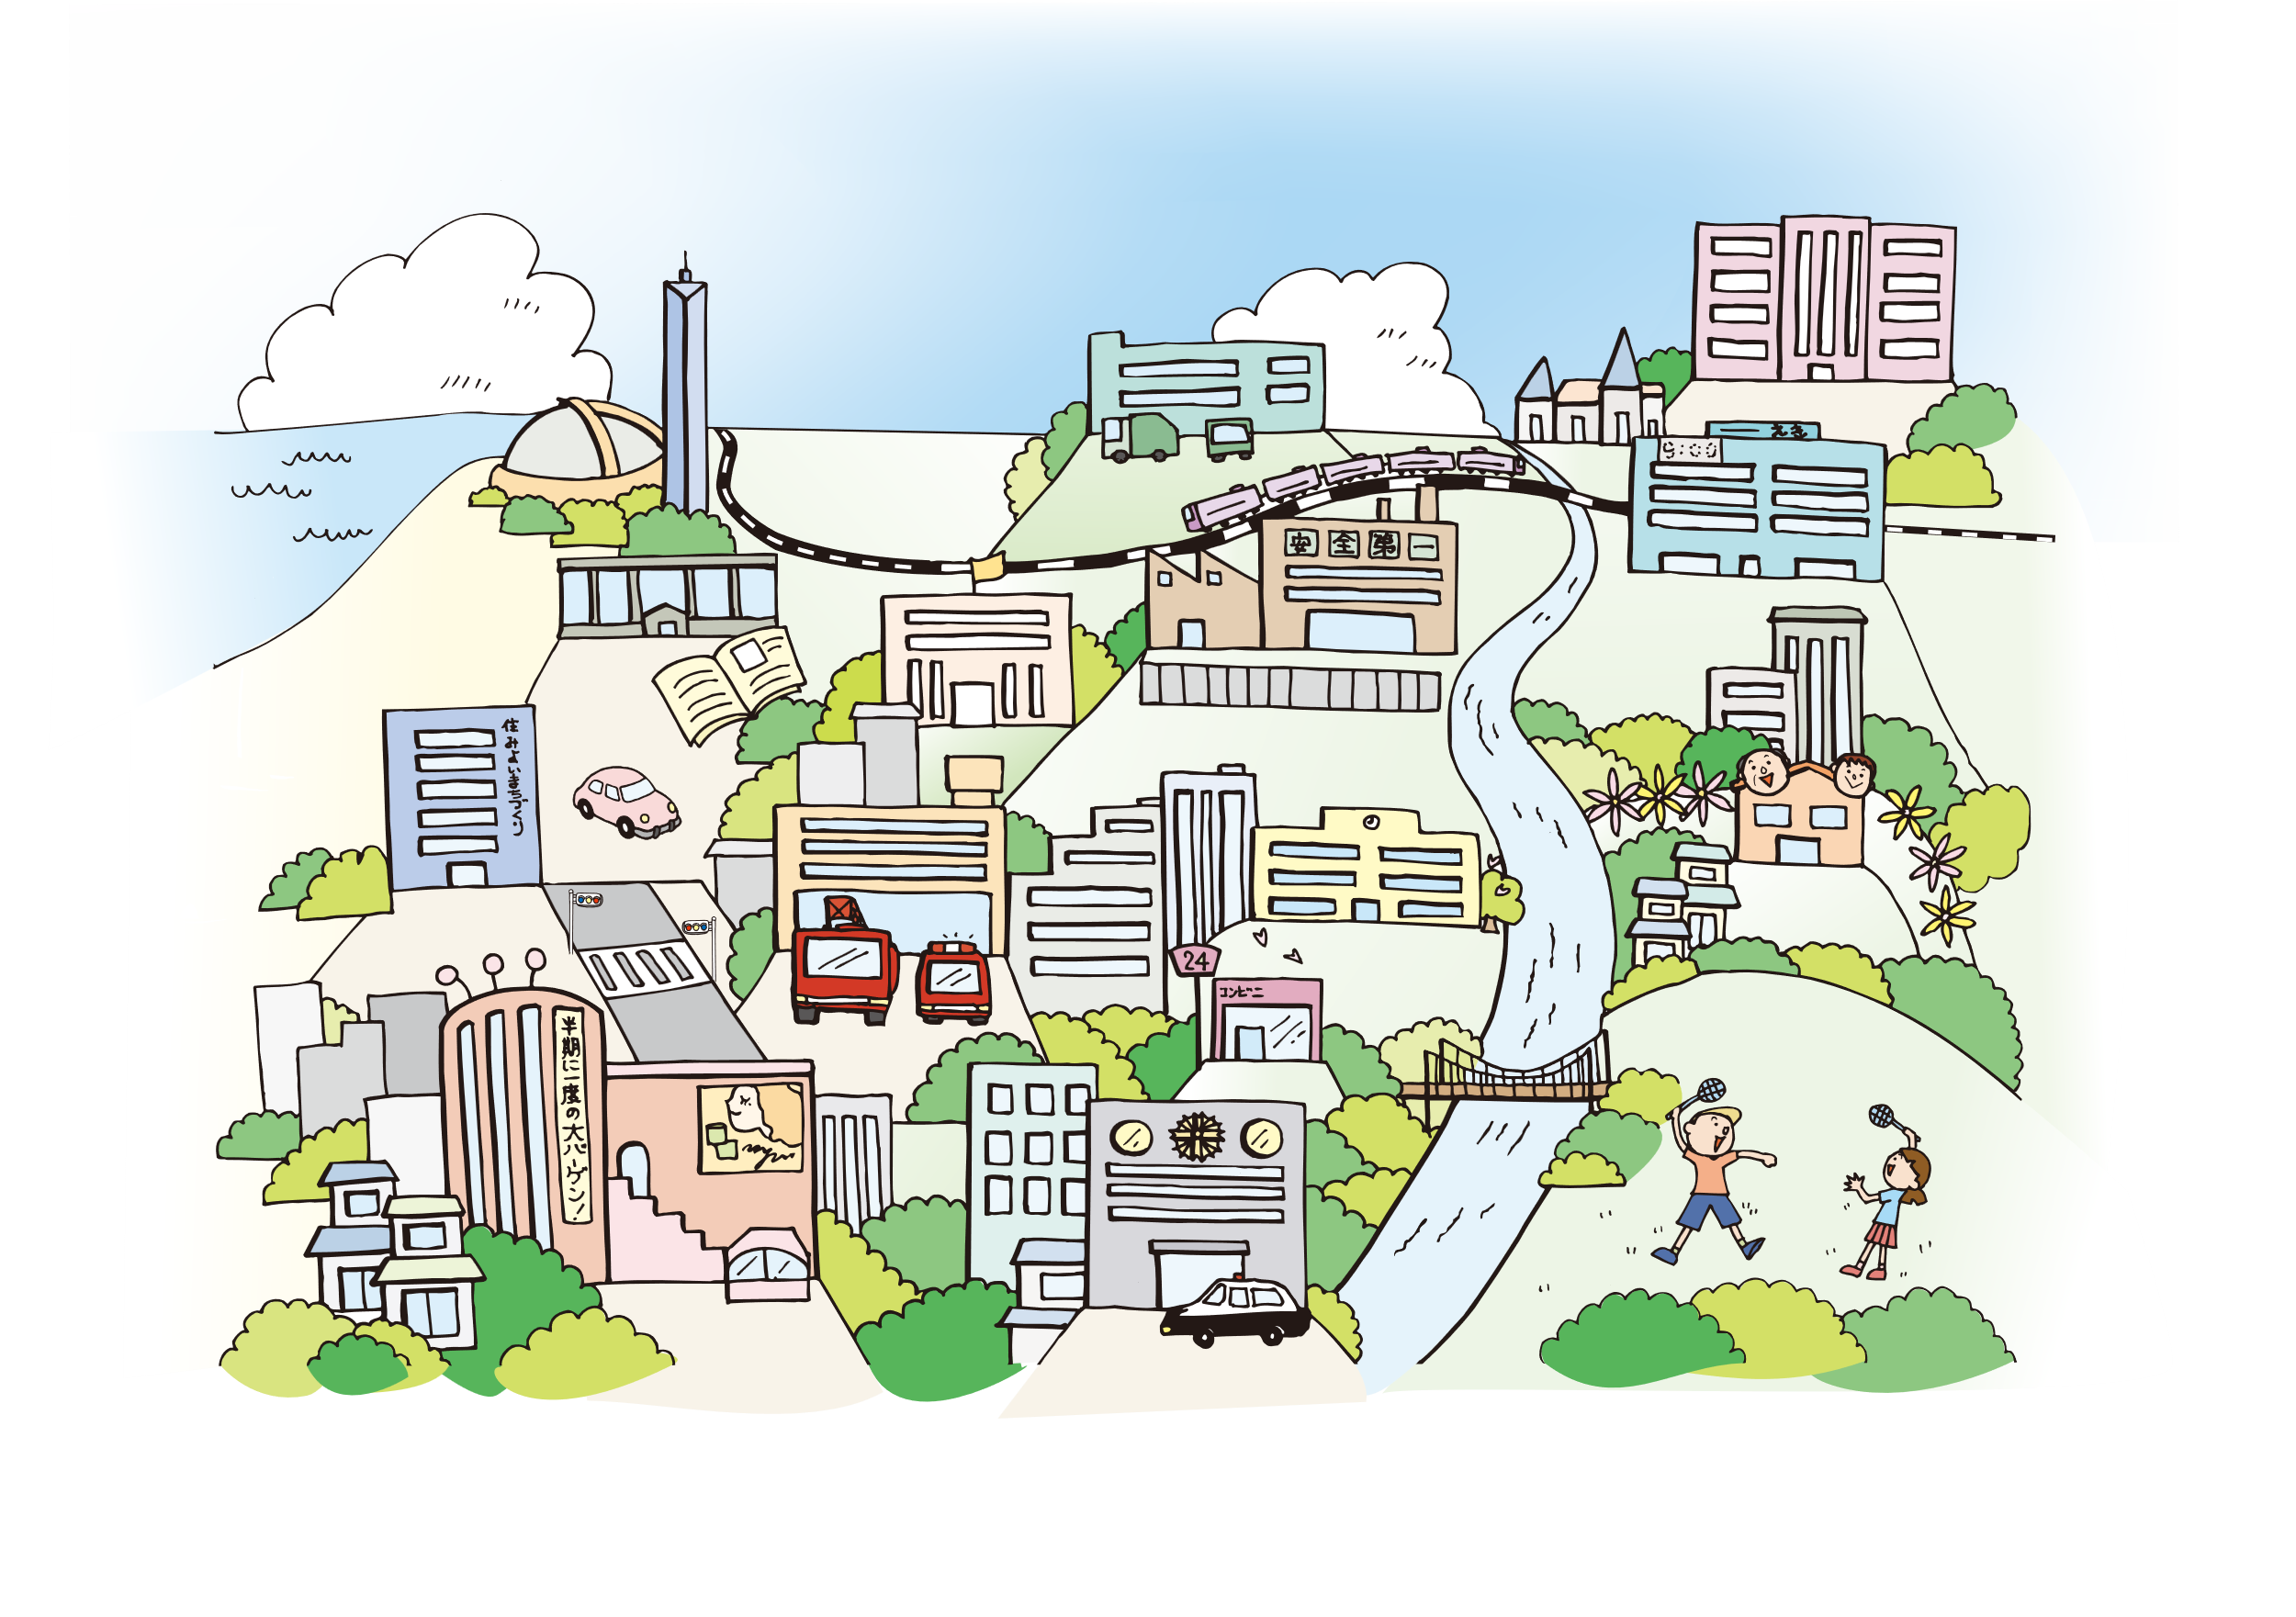 えき
9:00
安全第一
住みよいまちづくり
24
コンビニ
半期に一度の大バーゲン!